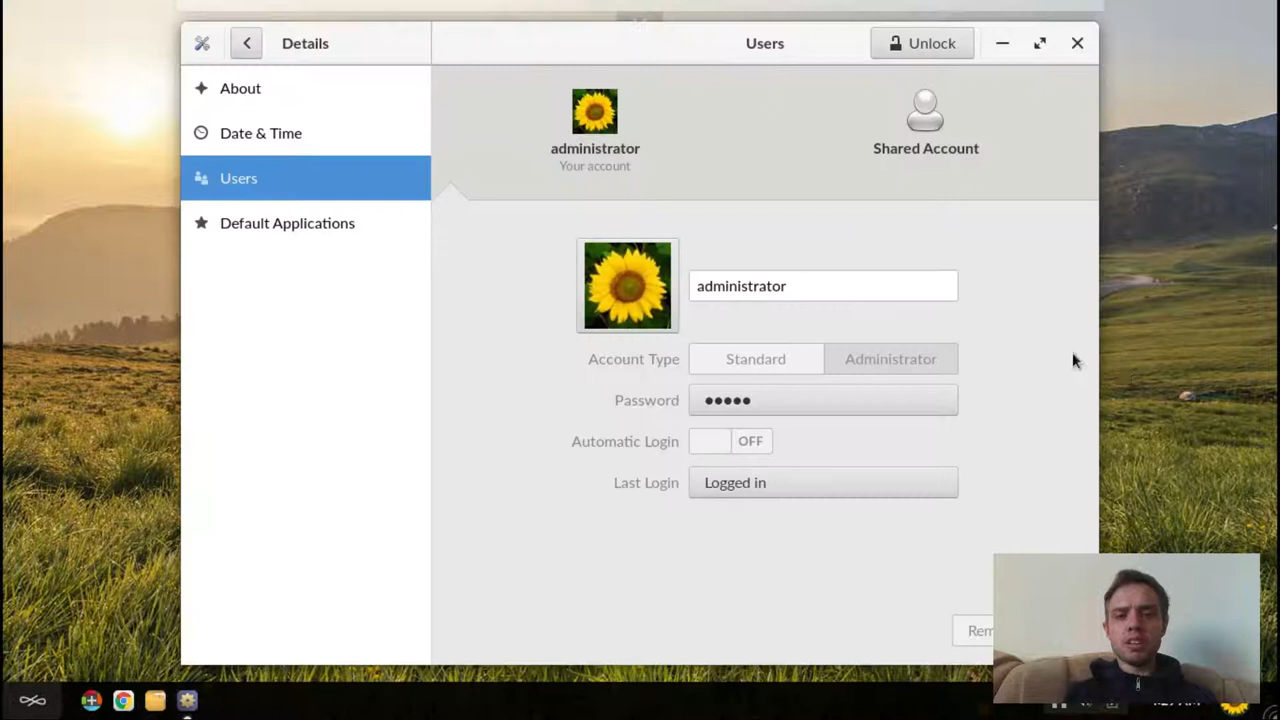 Details
Users
Unlock
About
Date & Time
Users
Default Applications
administrator
Your account
Shared Account
administrator
Account Type
Standard
Administrator
Password
Automatic Login
OFF
Last Login
Logged in